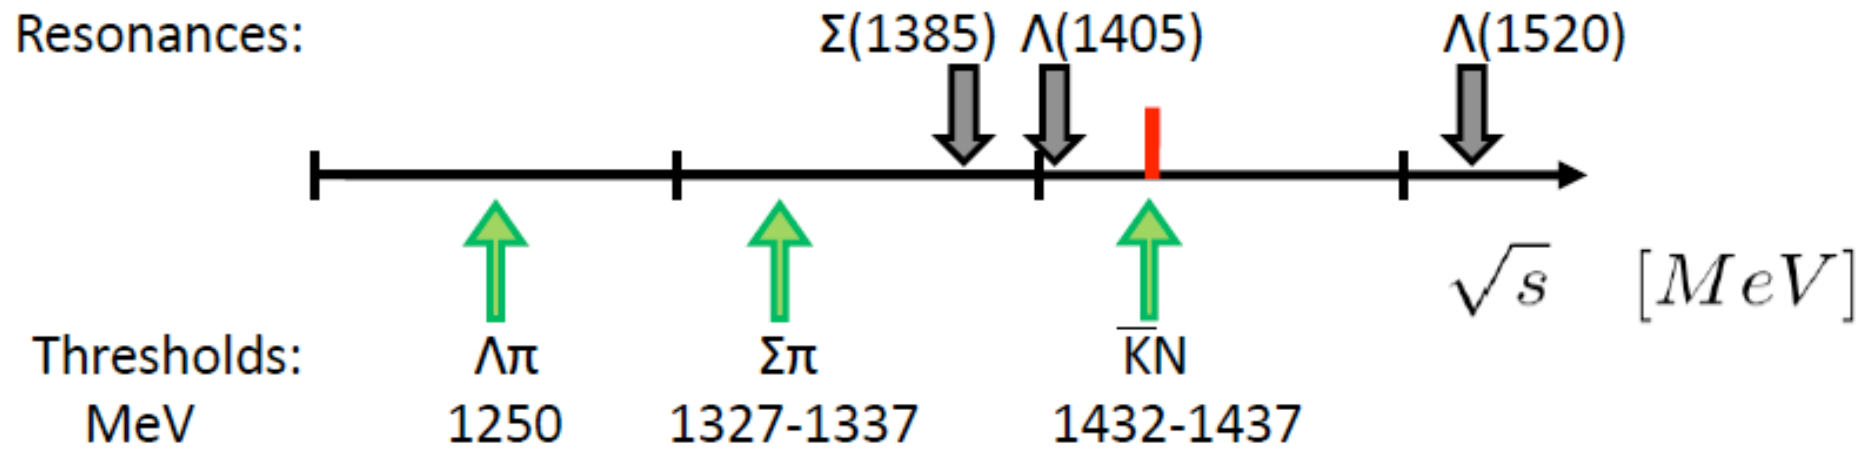 Resonances: Σ(1385) Λ(1405) Λ(1520)
√s [MeV]
Thresholds: Λπ Σπ K̅N
MeV 1250 1327-1337 1432-1437